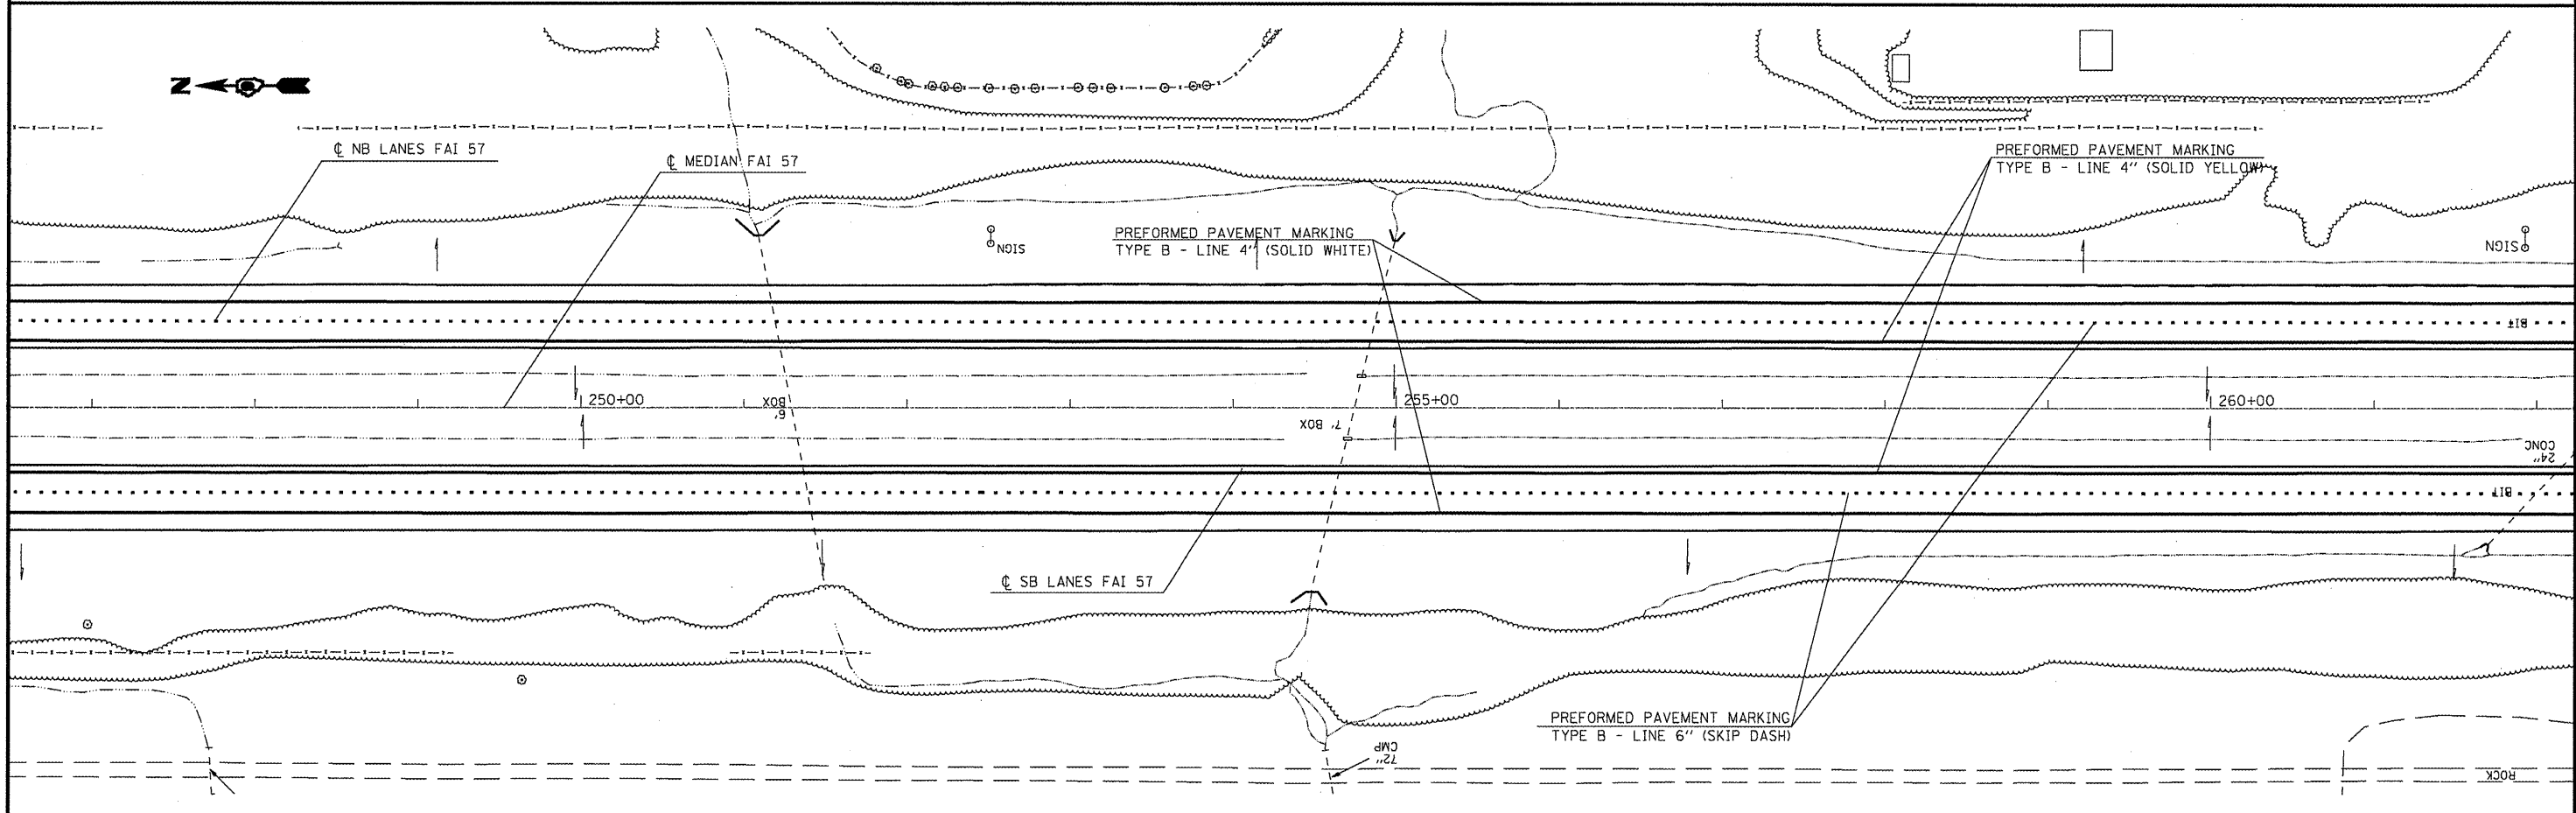 N
℄ NB LANES FAI 57
℄ MEDIAN FAI 57
PREFORMED PAVEMENT MARKING
TYPE B - LINE 4" (SOLID YELLOW)
PREFORMED PAVEMENT MARKING
TYPE B - LINE 4" (SOLID WHITE)
SIGN
SIGN
BIT
250+00
255+00
260+00
6' 
BOX
7' BOX
24"
CONC
BIT
℄ SB LANES FAI 57
PREFORMED PAVEMENT MARKING
TYPE B - LINE 6" (SKIP DASH)
72"
CMP
ROCK